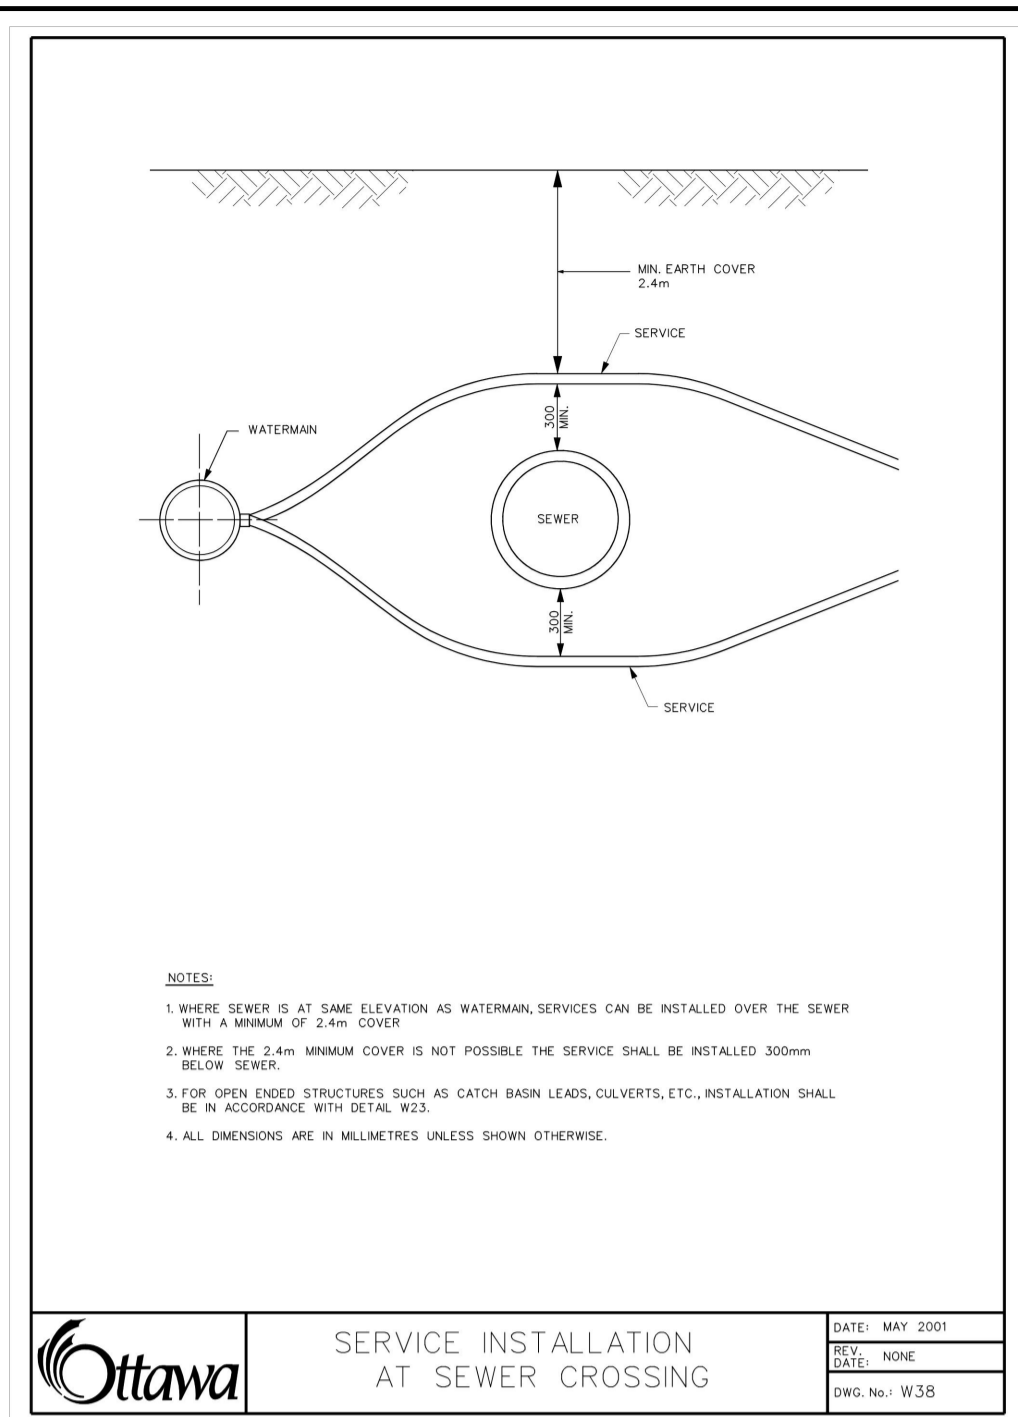 MIN. EARTH COVER
2.4m
SERVICE
300
MIN.
WATERMAIN
SEWER
300
MIN.
SERVICE
NOTES:
1. WHERE SEWER IS AT SAME ELEVATION AS WATERMAIN, SERVICES CAN BE INSTALLED OVER THE SEWER
WITH A MINIMUM OF 2.4m COVER
2. WHERE THE 2.4m MINIMUM COVER IS NOT POSSIBLE THE SERVICE SHALL BE INSTALLED 300mm
BELOW SEWER.
3. FOR OPEN ENDED STRUCTURES SUCH AS CATCH BASIN LEADS, CULVERTS, ETC., INSTALLATION SHALL
BE IN ACCORDANCE WITH DETAIL W23.
4. ALL DIMENSIONS ARE IN MILLIMETRES UNLESS SHOWN OTHERWISE.
Ottawa
SERVICE INSTALLATION
AT SEWER CROSSING
DATE: MAY 2001
REV.
DATE: NONE
DWG. No.: W38